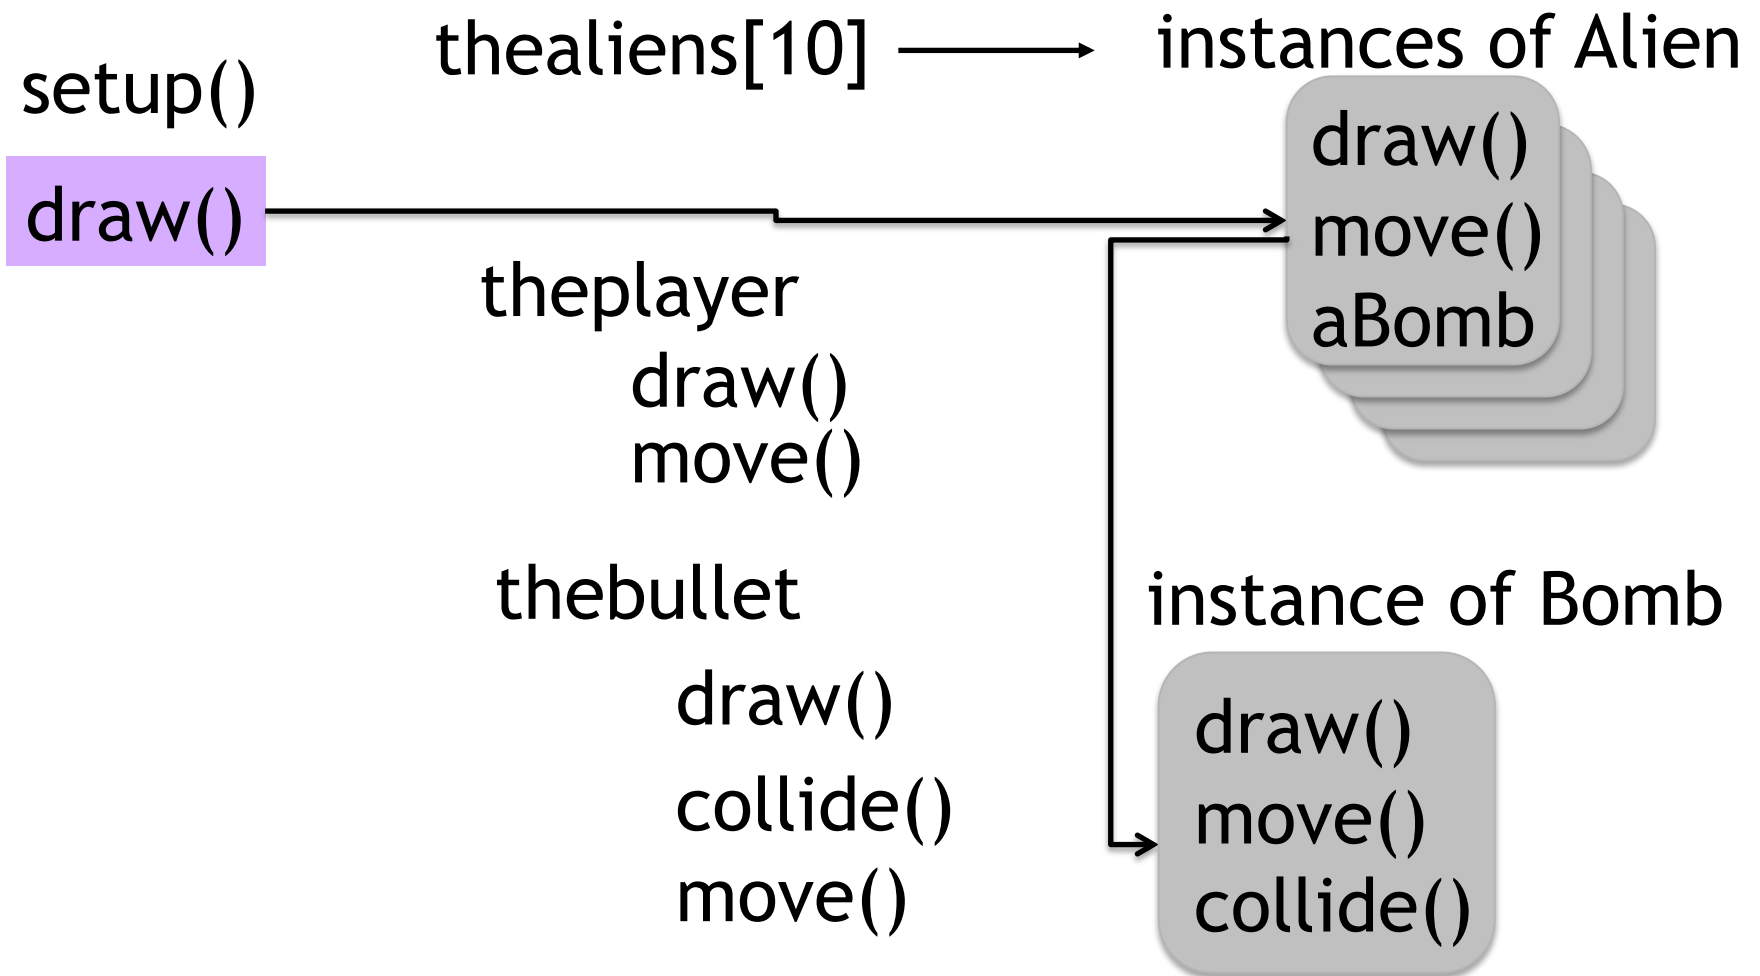 setup()
draw()
thealiens[10]
instances of Alien
draw()
move()
aBomb
theplayer
draw()
move()
thebullet
draw()
collide()
move()
instance of Bomb
draw()
move()
collide()